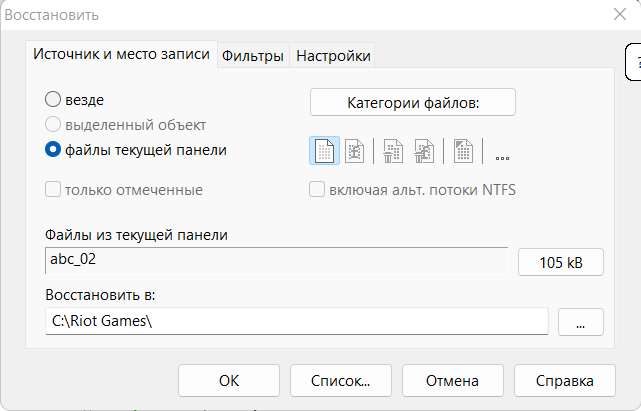 Восстановить
Источник и место записи
Фильтры
Настройки
везде
Категории файлов:
выделенный объект
файлы текущей панели
...
только отмеченные
включая альт. потоки NTFS
Файлы из текущей панели
abc_02
105 kB
Восстановить в:
C:\Riot Games\
...
ОК
Список...
Отмена
Справка